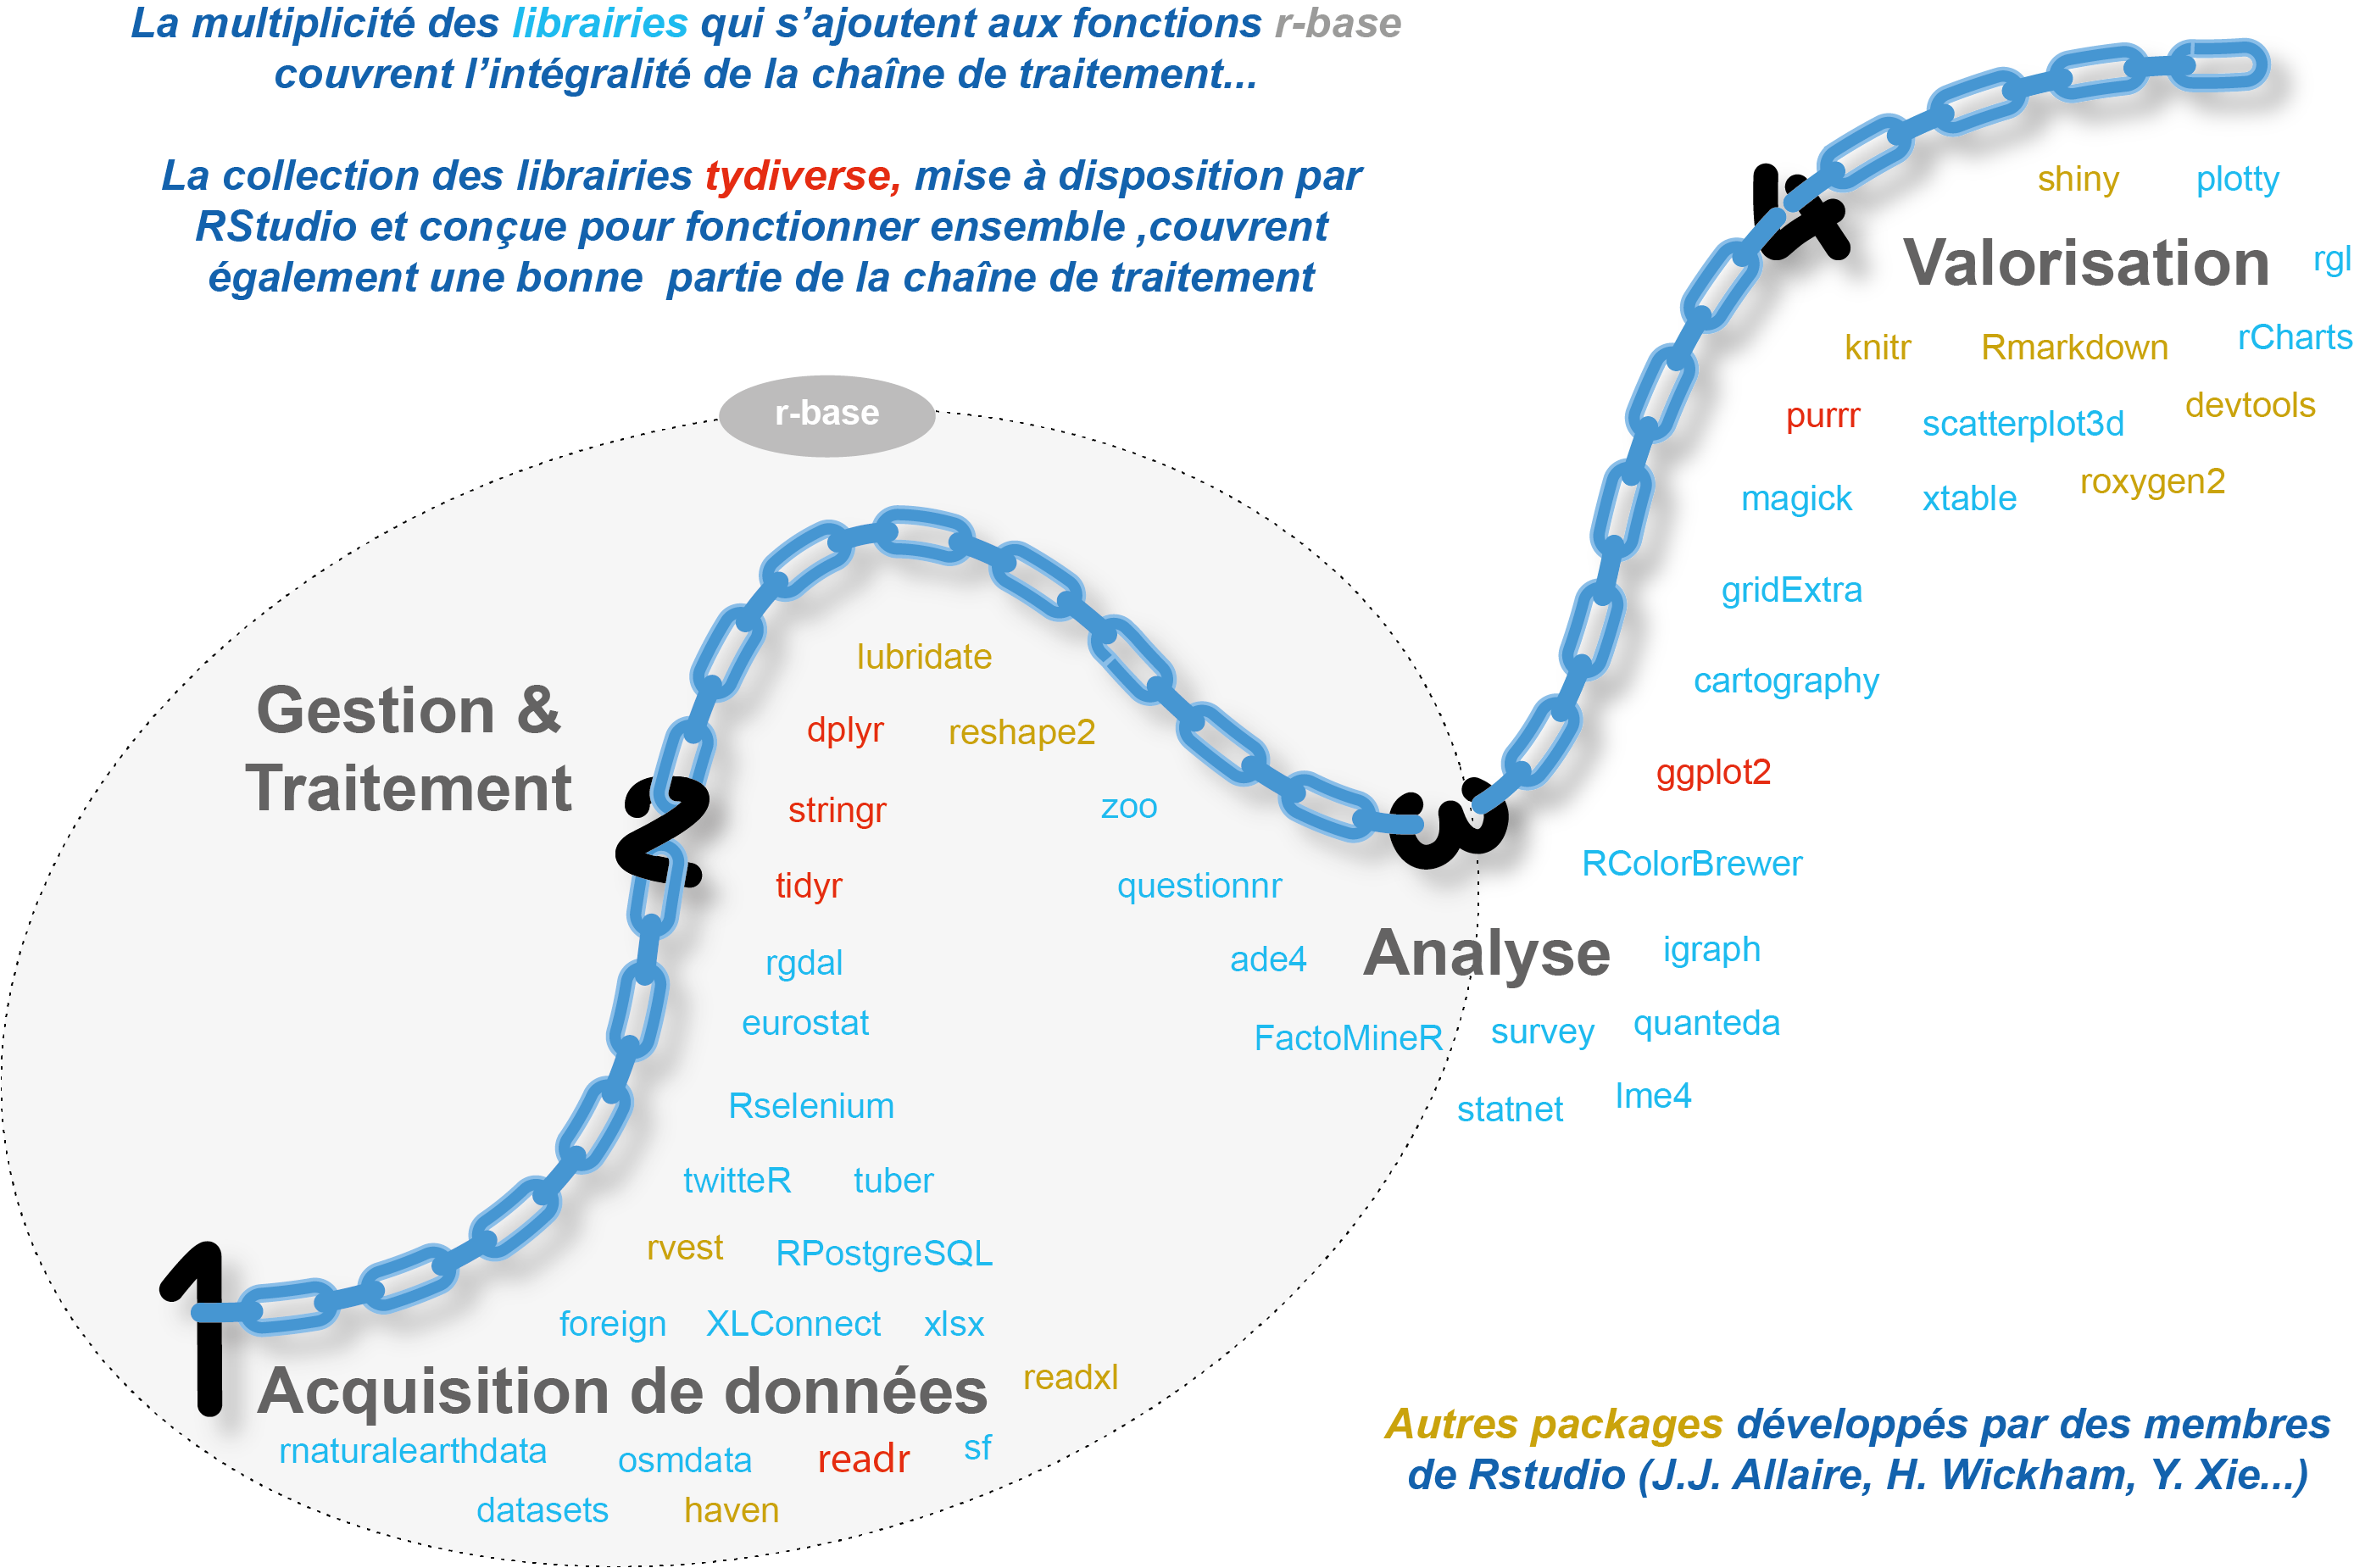 La multiplicité des librairies qui s’ajoutent aux fonctions r-base
couvrent l’intégralité de la chaîne de traitement...
La collection des librairies tydiverse, mise à disposition par
RStudio et conçue pour fonctionner ensemble ,couvrent
également une bonne partie de la chaîne de traitement
4
shiny plotty
Valorisation rgl
knitr Rmarkdown rCharts
purrr scatterplot3d devtools
magick xtable roxygen2
gridExtra
cartography
ggplot2
RColorBrewer
r-base
Gestion &
Traitement
2
lubridate
dplyr reshape2
stringr zoo
tidyr questionnr
rgdal
eurostat
Rselenium
twitteR tuber
rvest RPostgreSQL
foreign XLConnect xlsx
3
ade4 Analyse igraph
FactoMineR survey quanteda
statnet lme4
1
Acquisition de données readxl
rnaturalearthdata osmdata readr sf
datasets haven
Autres packages développés par des membres
de Rstudio (J.J. Allaire, H. Wickham, Y. Xie...)